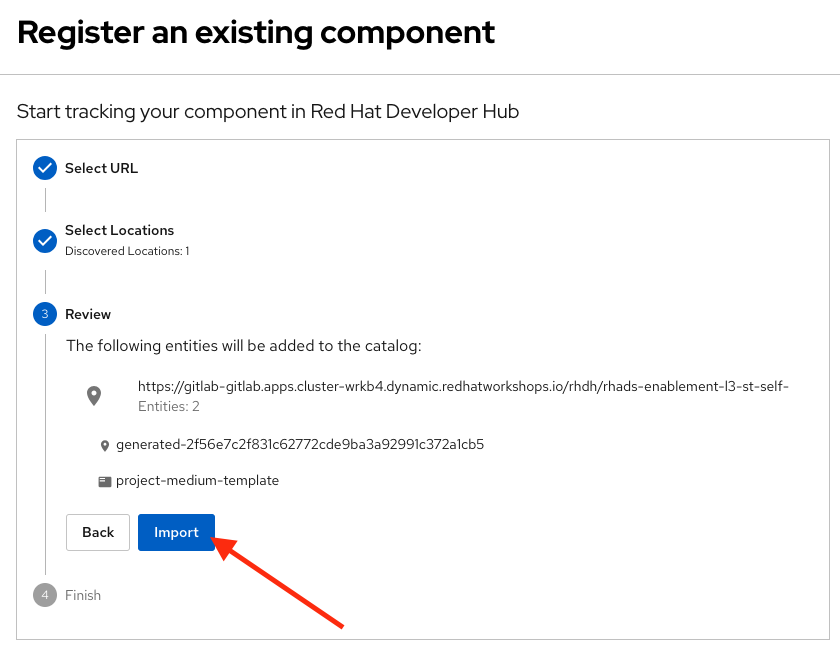 Register an existing component
Start tracking your component in Red Hat Developer Hub
Select URL
Select Locations
Discovered Locations: 1
3 Review
The following entities will be added to the catalog:
https://gitlab-gitlab.apps.cluster-wrkb4.dynamic.redhatworkshops.io/rhdh/rhads-enablement-l3-st-self-
Entities: 2
generated-2f56e7c2f831c62772cde9ba3a92991c372a1cb5
project-medium-template
Back Import
4 Finish